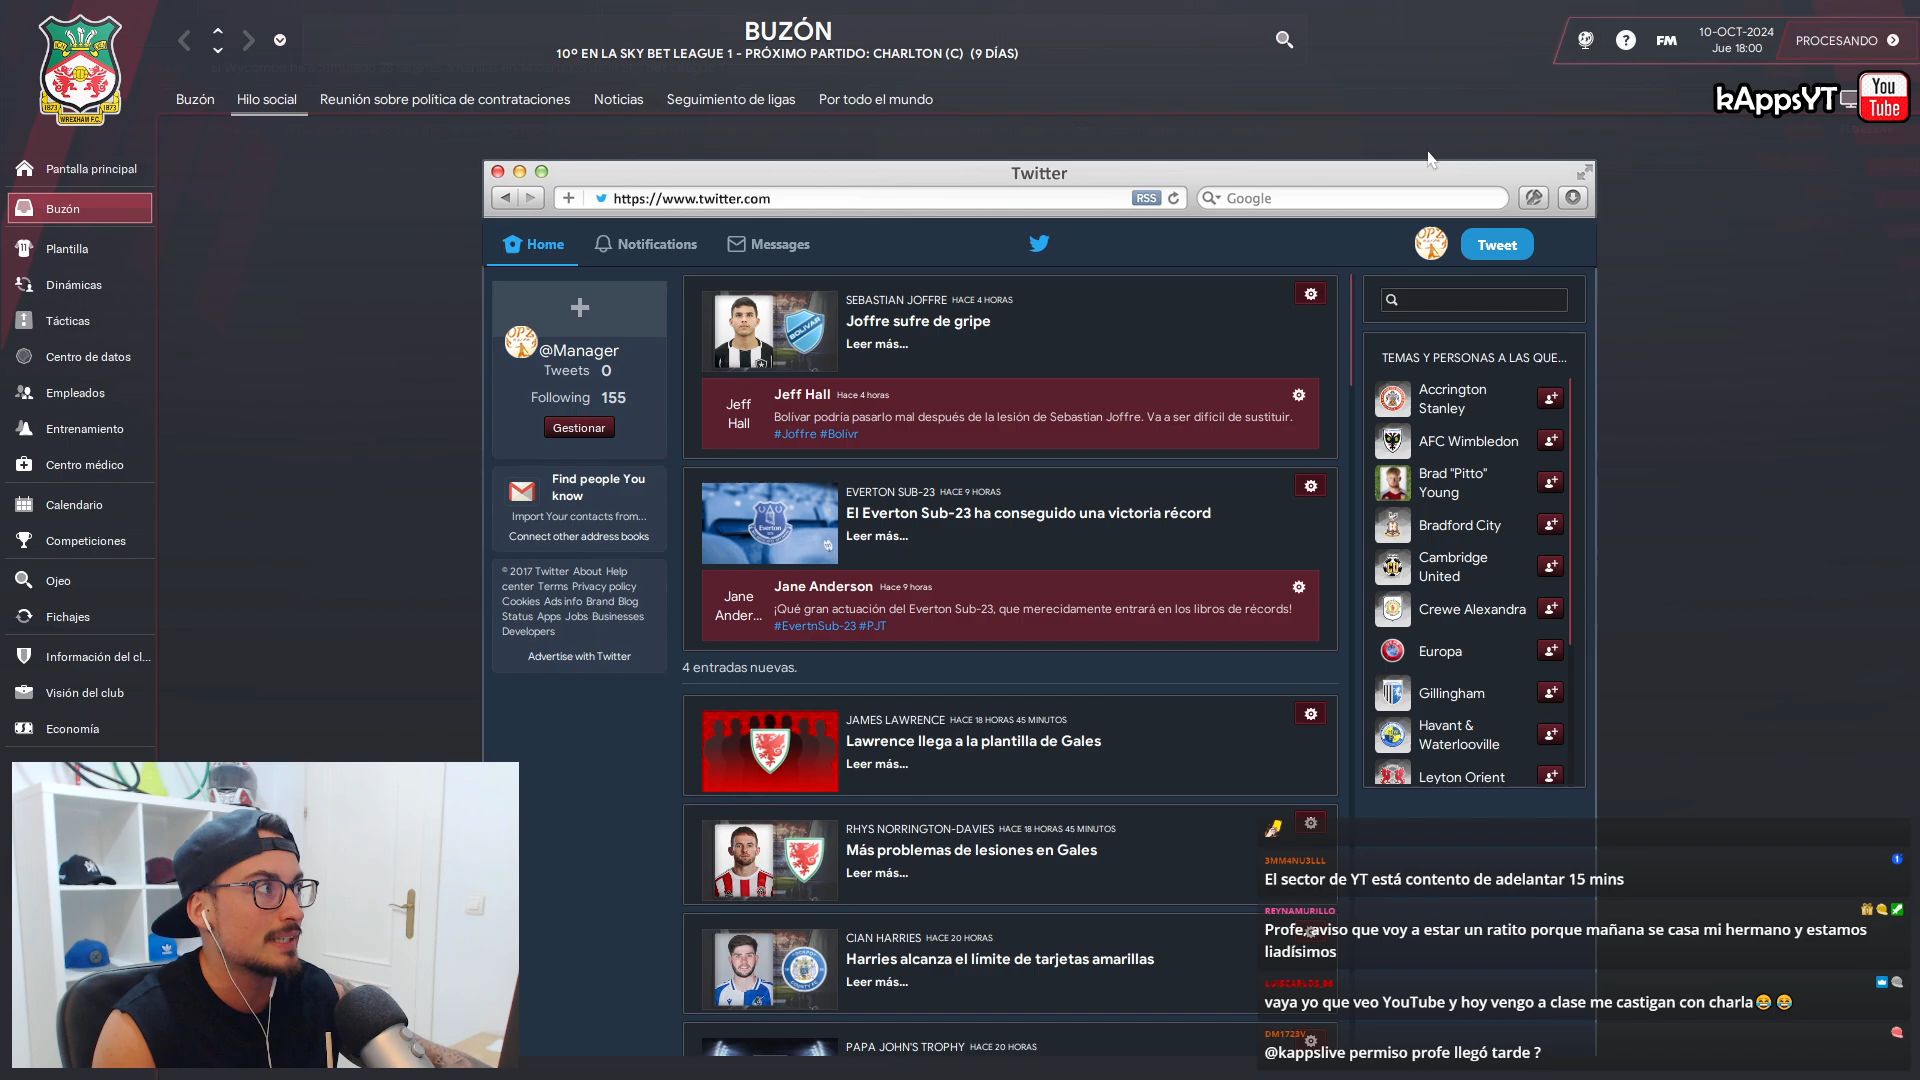 BUZÓN
10º EN LA SKY BET LEAGUE 1 - PRÓXIMO PARTIDO: CHARLTON (C) (9 DÍAS)
FM
10-OCT-2024
Jue 18:00
PROCESANDO
WREXHAM F.C.
1873
1873
Buzón
Hilo social
Reunión sobre política de contrataciones
Noticias
Seguimiento de ligas
Por todo el mundo
kAppsYT
You
Tube
Pantalla principal
Buzón
Plantilla
Dinámicas
Tácticas
Centro de datos
Empleados
Entrenamiento
Centro médico
Calendario
Competiciones
Ojeo
Fichajes
Información del cl...
Visión del club
Economía
Twitter
https://www.twitter.com
RSS
Google
Home
Notifications
Messages
Tweet
@Manager
Tweets 0
Following 155
Gestionar
Find people You
know
Import Your contacts from...
Connect other address books
© 2017 Twitter About Help
center Terms Privacy policy
Cookies Ads info Brand Blog
Status Apps Jobs Businesses
Developers
Advertise with Twitter
SEBASTIAN JOFFRE HACE 4 HORAS
Joffre sufre de gripe
Leer más...
BOLIVAR
Jeff
Hall
Jeff Hall Hace 4 horas
Bolívar podría pasarlo mal después de la lesión de Sebastian Joffre. Va a ser difícil de sustituir.
#Joffre #Bolívr
EVERTON SUB-23 HACE 9 HORAS
El Everton Sub-23 ha conseguido una victoria récord
Leer más...
Everton
Jane
Ander...
Jane Anderson Hace 9 horas
¡Qué gran actuación del Everton Sub-23, que merecidamente entrará en los libros de récords!
#EvertnSub-23 #PJT
4 entradas nuevas.
JAMES LAWRENCE HACE 18 HORAS 45 MINUTOS
Lawrence llega a la plantilla de Gales
Leer más...
RHYS NORRINGTON-DAVIES HACE 18 HORAS 45 MINUTOS
Más problemas de lesiones en Gales
Leer más...
CIAN HARRIES HACE 20 HORAS
Harries alcanza el límite de tarjetas amarillas
Leer más...
PAPA JOHN'S TROPHY HACE 20 HORAS
TEMAS Y PERSONAS A LAS QUE...
Accrington
Stanley
AFC Wimbledon
Brad "Pitto"
Young
Bradford City
Cambridge
United
Crewe Alexandra
Europa
Gillingham
Havant &
Waterlooville
Leyton Orient
3MM4NU3LLL
El sector de YT está contento de adelantar 15 mins
REYNAMURILLO
Profe, aviso que voy a estar un ratito porque mañana se casa mi hermano y estamos
liadísimos
vaya yo que veo YouTube y hoy vengo a clase me castigan con charla😂 😂
DM1723V
@kappslive permiso profe llegó tarde ?